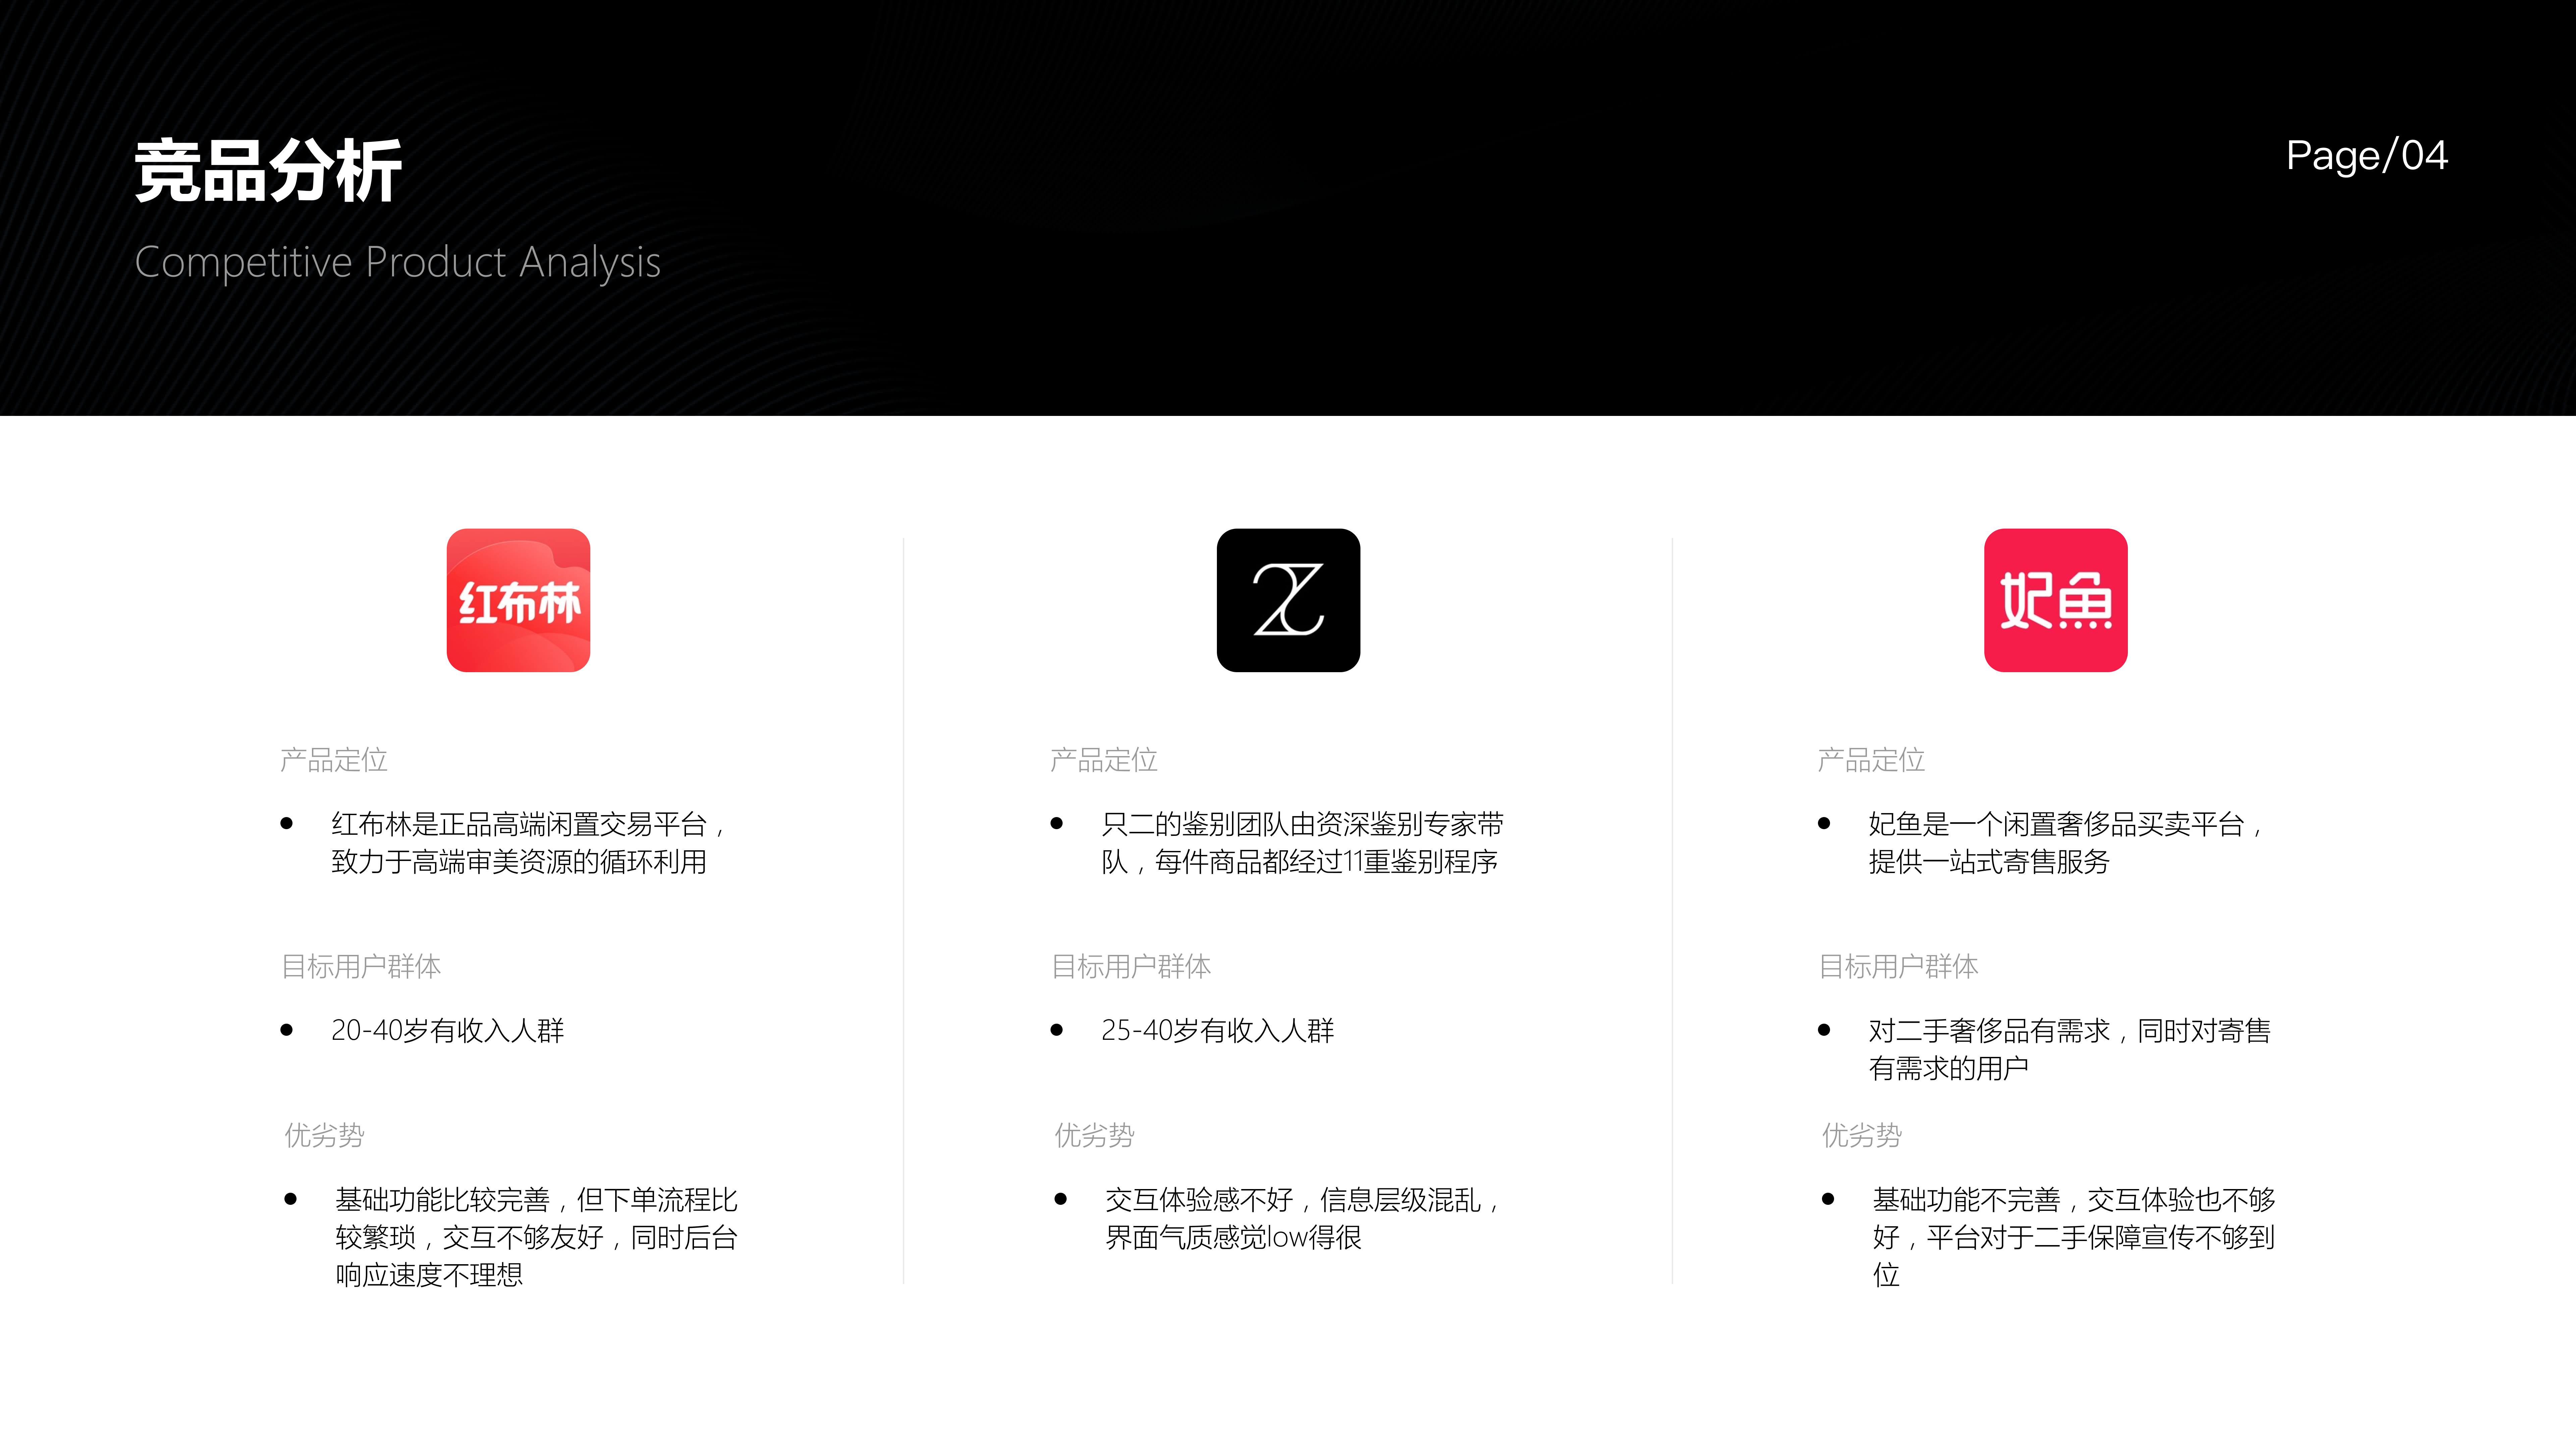 竞品分析
Page/04
Competitive Product Analysis
红布林
产品定位
红布林是正品高端闲置交易平台，
致力于高端审美资源的循环利用
目标用户群体
20-40岁有收入人群
优劣势
基础功能比较完善，但下单流程比
较繁琐，交互不够友好，同时后台
响应速度不理想
Z
产品定位
只二的鉴别团队由资深鉴别专家带
队，每件商品都经过11重鉴别程序
目标用户群体
25-40岁有收入人群
优劣势
交互体验感不好，信息层级混乱，
界面气质感觉low得很
妃鱼
产品定位
妃鱼是一个闲置奢侈品买卖平台，
提供一站式寄售服务
目标用户群体
对二手奢侈品有需求，同时对寄售
有需求的用户
优劣势
基础功能不完善，交互体验也不够
好，平台对于二手保障宣传不够到
位